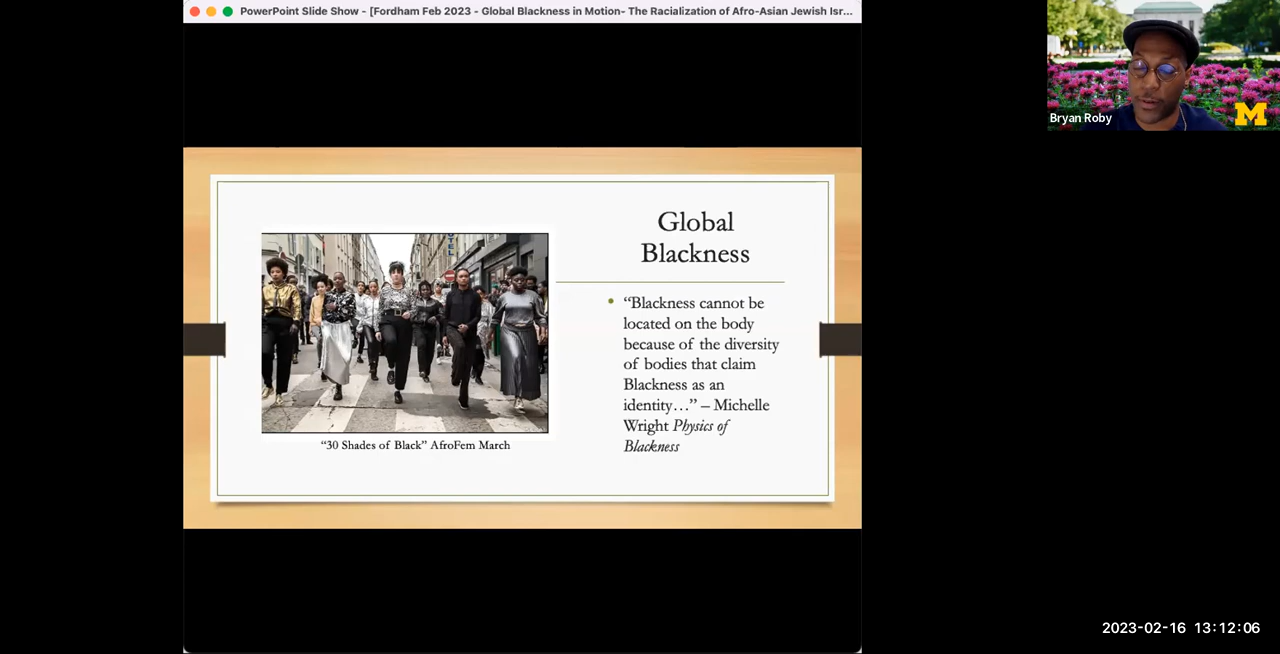 PowerPoint Slide Show - [Fordham Feb 2023 - Global Blackness in Motion- The Racialization of Afro-Asian Jewish Isr...
Bryan Roby
M
Global
Blackness
HOTEL
• “Blackness cannot be
located on the body
because of the diversity
of bodies that claim
Blackness as an
identity…” – Michelle
Wright Physics of
Blackness
“30 Shades of Black” AfroFem March
2023-02-16 13:12:06